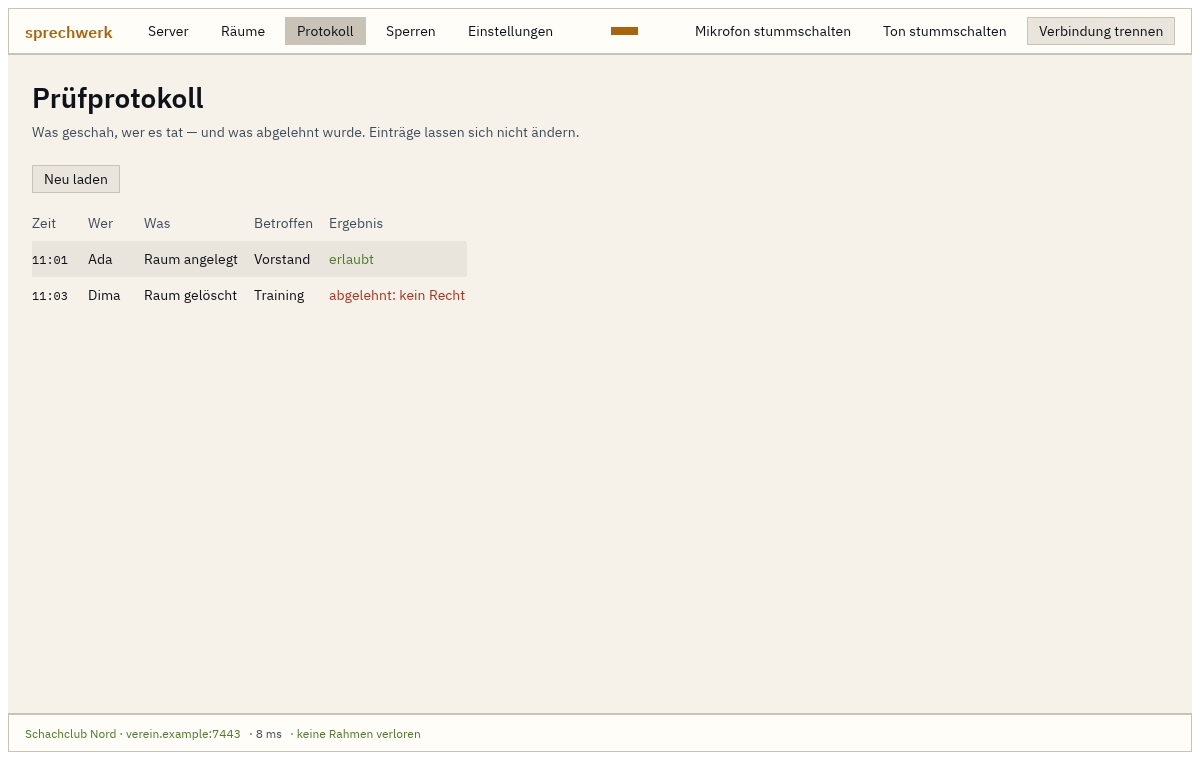 sprechwerk Server Räume Protokoll Sperren Einstellungen Mikrofon stummschalten Ton stummschalten Verbindung trennen
Prüfprotokoll
Was geschah, wer es tat — und was abgelehnt wurde. Einträge lassen sich nicht ändern.
Neu laden
Zeit Wer Was Betroffen Ergebnis
11:01 Ada Raum angelegt Vorstand erlaubt
11:03 Dima Raum gelöscht Training abgelehnt: kein Recht
Schachclub Nord · verein.example:7443 · 8 ms · keine Rahmen verloren